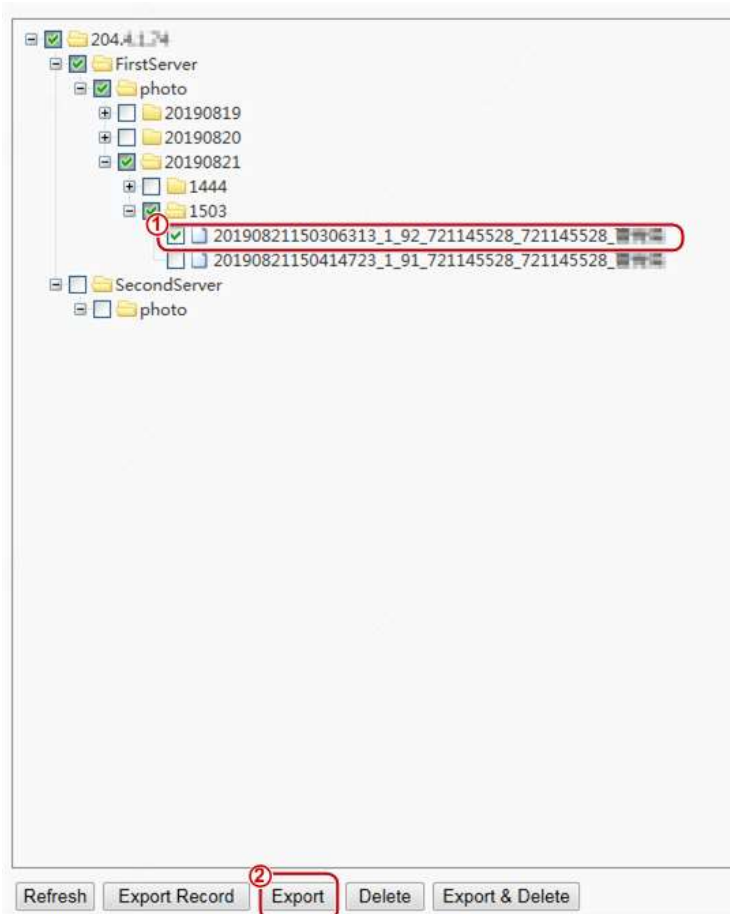 204.
FirstServer
photo
20190819
20190820
20190821
1444
1503
① 20190821150306313_1_92_721145528_721145528_
20190821150414723_1_91_721145528_721145528_
SecondServer
photo
②
Refresh Export Record Export Delete Export & Delete